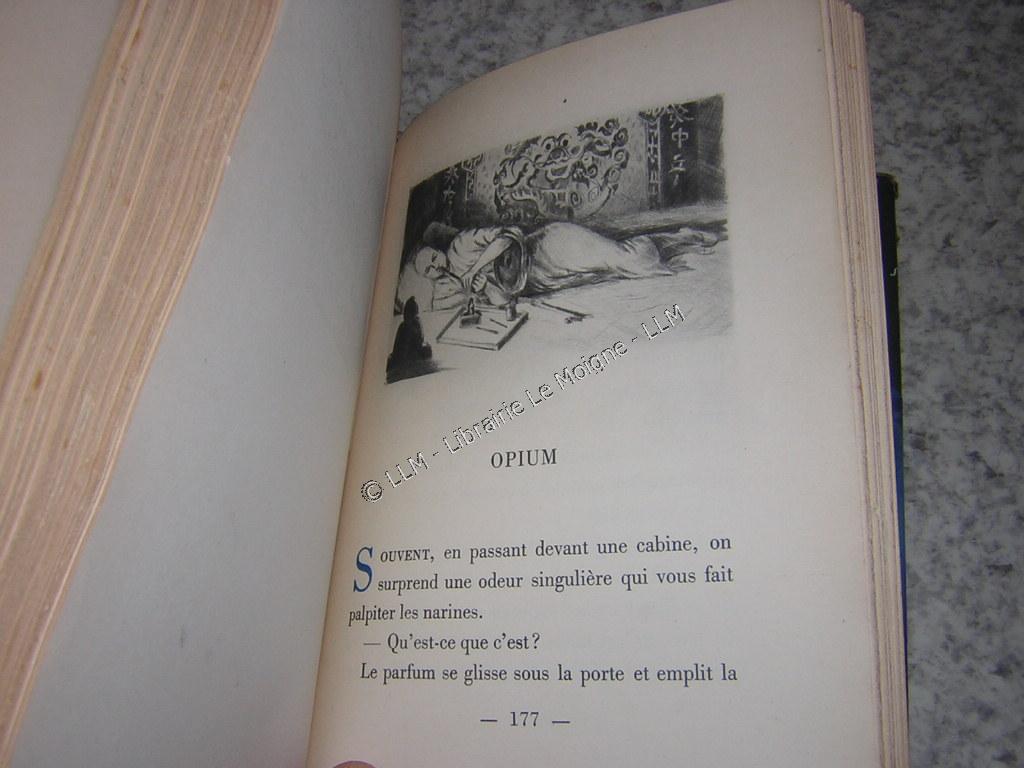 中
© LLM - Librairie Le Moigne - LLM
OPIUM
SOUVENT, en passant devant une cabine, on
surprend une odeur singulière qui vous fait
palpiter les narines.
— Qu'est-ce que c'est ?
Le parfum se glisse sous la porte et emplit la
— 177 —